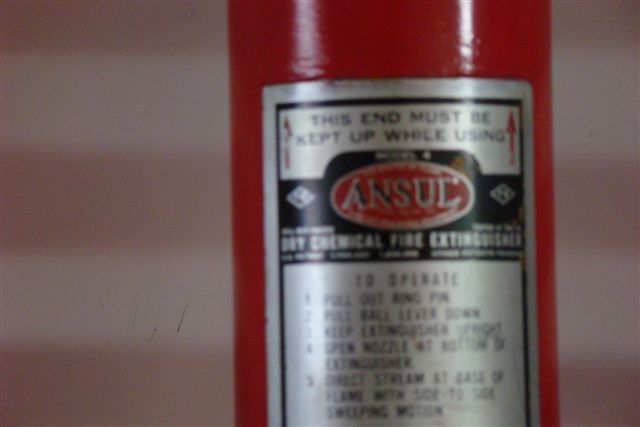 THIS END MUST BE
KEPT UP WHILE USING
MODEL 4
ANSUL
DRY CHEMICAL FIRE EXTINGUISHER
TO OPERATE
1. PULL OUT RING PIN
2. PULL BALL LEVER DOWN
3. KEEP EXTINGUISHER UPRIGHT
4. OPEN NOZZLE AT BOTTOM OF
EXTINGUISHER.
5. DIRECT STREAM AT BASE OF
FLAME WITH SIDE-TO-SIDE
SWEEPING MOTION